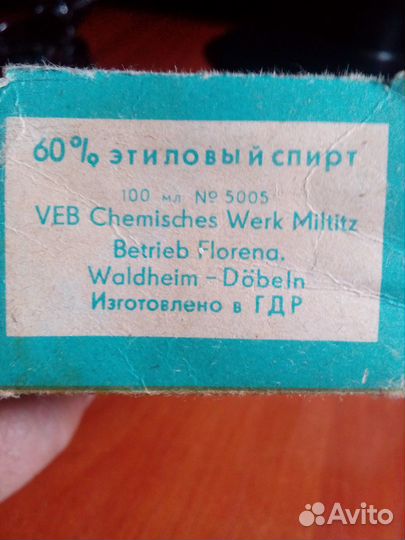 60% этиловый спирт
100 мл № 5005
VEB Chemisches Werk Miltitz
Betrieb Florena,
Waldheim – Döbeln
Изготовлено в ГДР
Avito